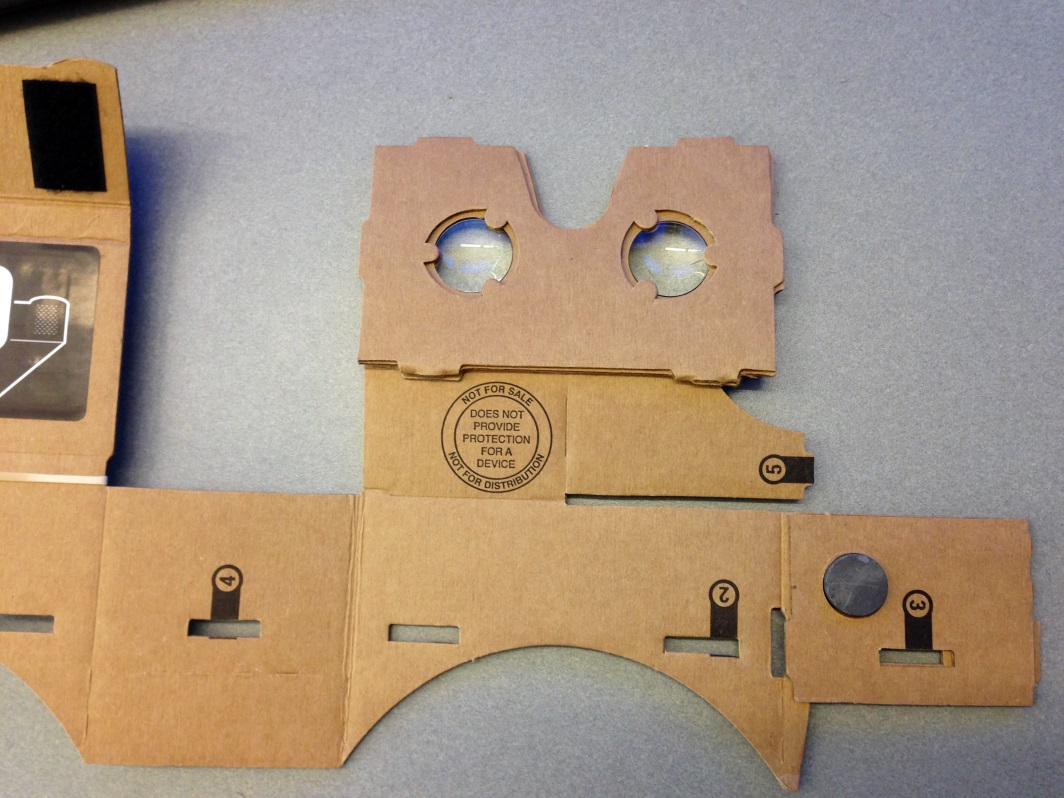 NOT FOR SALE
DOES NOT
PROVIDE
PROTECTION
FOR A
DEVICE
NOT FOR DISTRIBUTION
5
4
2
3